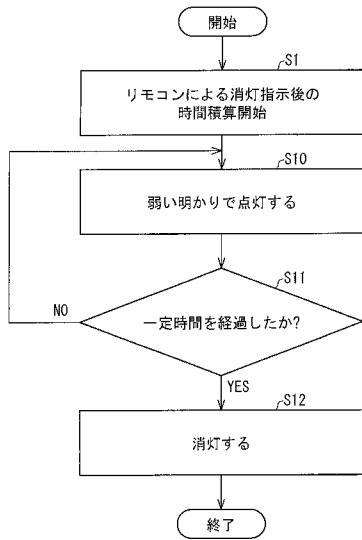 開始
S1
リモコンによる消灯指示後の
時間積算開始
S10
弱い明かりで点灯する
S11
一定時間を経過したか?
NO
YES
S12
消灯する
終了